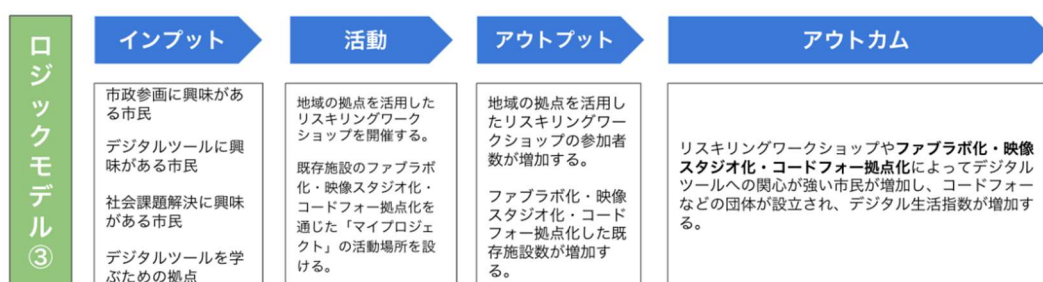 ロジックモデル③
インプット
活動
アウトプット
アウトカム
市政参画に興味があ
る市民
デジタルツールに興
味がある市民
社会課題解決に興味
がある市民
デジタルツールを学
ぶための拠点
地域の拠点を活用した
リスキリングワーク
ショップを開催する。
既存施設のファブラボ
化・映像スタジオ化・
コードフォー拠点化を
通じた「マイプロジェ
クト」の活動場所を設
ける。
地域の拠点を活用し
たリスキリングワー
クショップの参加者
数が増加する。
ファブラボ化・映像
スタジオ化・コード
フォー拠点化した既
存施設数が増加す
る。
リスキリングワークショップやファブラボ化・映像
スタジオ化・コードフォー拠点化によってデジタル
ツールへの関心が強い市民が増加し、コードフォー
などの団体が設立され、デジタル生活指数が増加す
る。